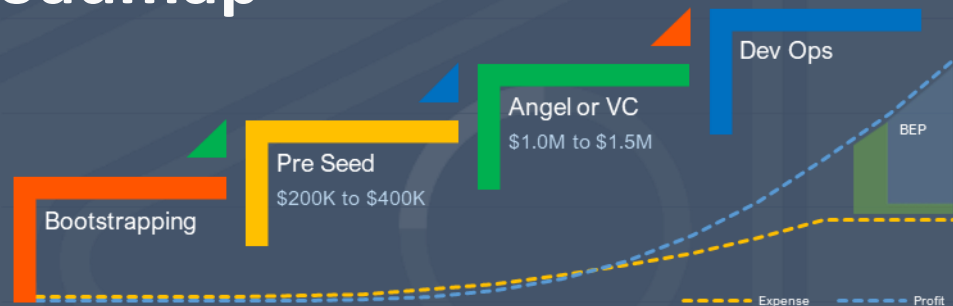 Bootstrapping
Pre Seed
$200K to $400K
Angel or VC
$1.0M to $1.5M
Dev Ops
BEP
Expense
Profit